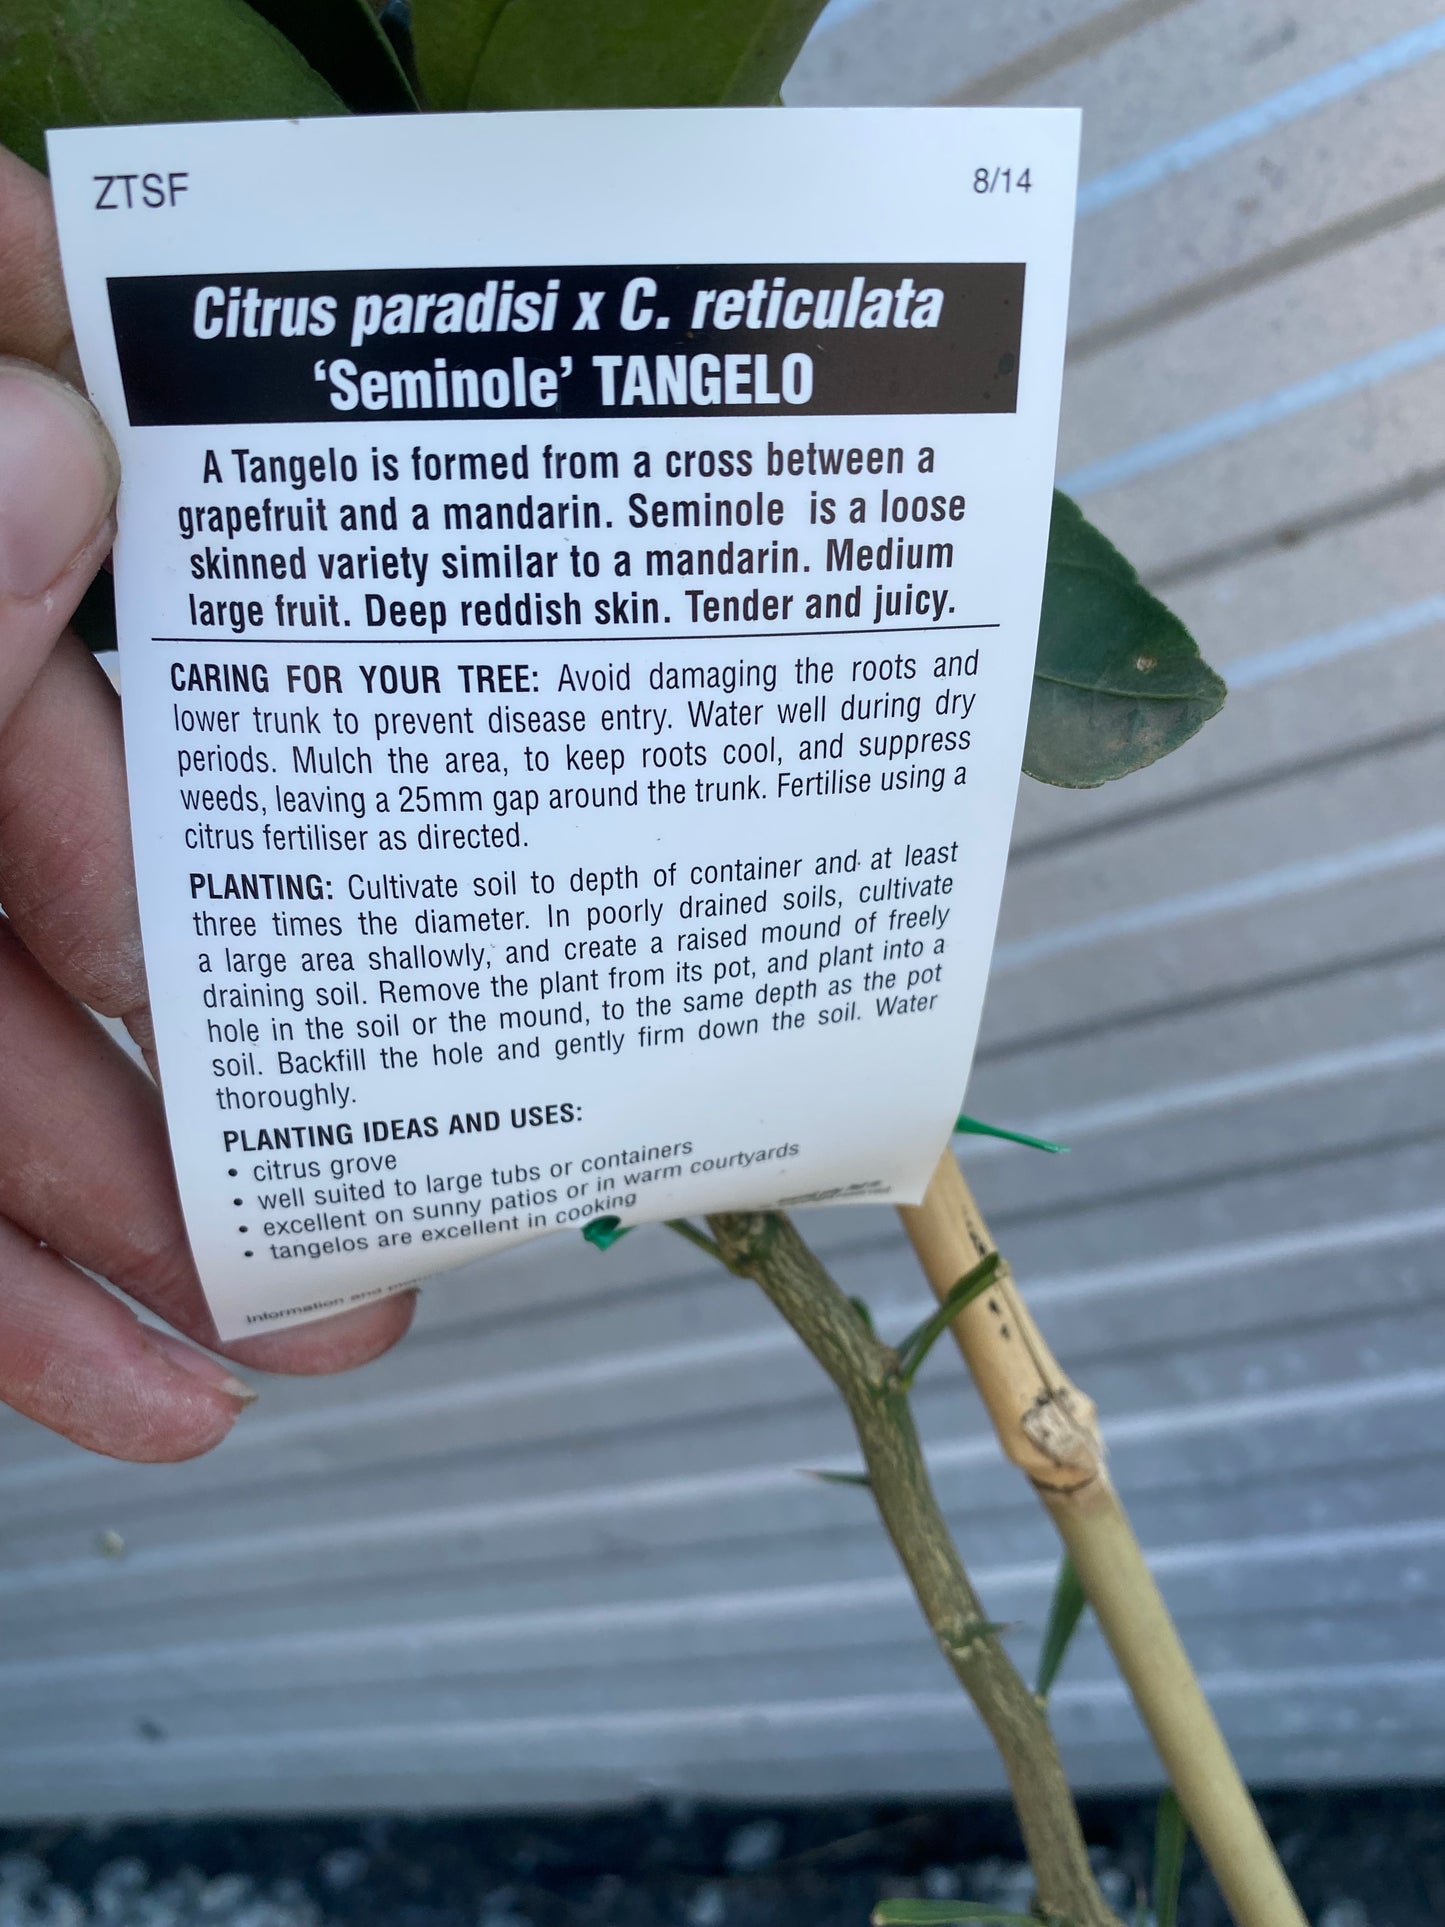 ZTSF
8/14
Citrus paradisi x C. reticulata
‘Seminole’ TANGELO
A Tangelo is formed from a cross between a
grapefruit and a mandarin. Seminole is a loose
skinned variety similar to a mandarin. Medium
large fruit. Deep reddish skin. Tender and juicy.
CARING FOR YOUR TREE: Avoid damaging the roots and
lower trunk to prevent disease entry. Water well during dry
periods. Mulch the area, to keep roots cool, and suppress
weeds, leaving a 25mm gap around the trunk. Fertilise using a
citrus fertiliser as directed.
PLANTING: Cultivate soil to depth of container and at least
three times the diameter. In poorly drained soils, cultivate
a large area shallowly, and create a raised mound of freely
draining soil. Remove the plant from its pot, and plant into a
hole in the soil or the mound, to the same depth as the pot
soil. Backfill the hole and gently firm down the soil. Water
thoroughly.
PLANTING IDEAS AND USES:
• citrus grove
• well suited to large tubs or containers
• excellent on sunny patios or in warm courtyards
• tangelos are excellent in cooking
Information and